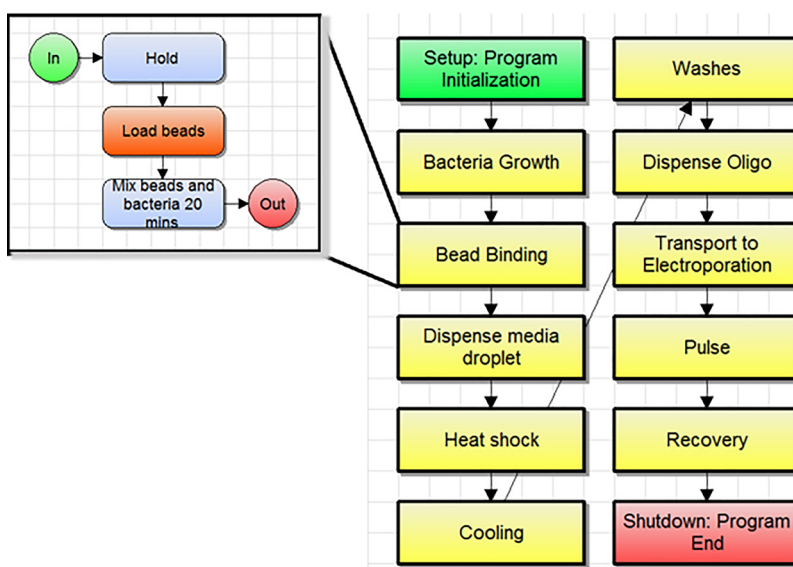 In
Hold
Load beads
Mix beads and
bacteria 20
mins
Out
Setup: Program
Initialization
Bacteria Growth
Bead Binding
Dispense media
droplet
Heat shock
Cooling
Washes
Dispense Oligo
Transport to
Electroporation
Pulse
Recovery
Shutdown: Program
End